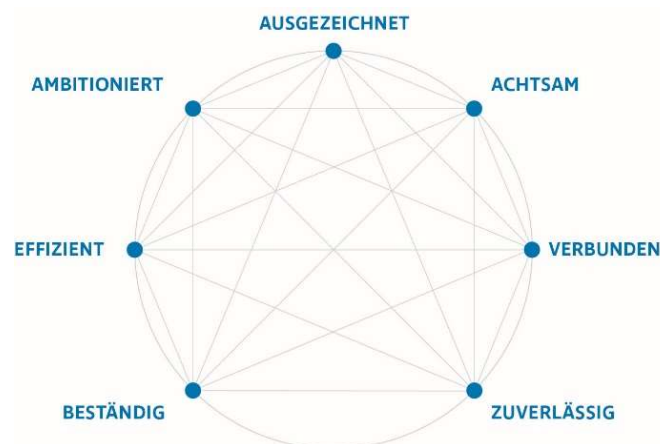 AUSGEZEICHNET
AMBITIONIERT
ACHTSAM
EFFIZIENT
VERBUNDEN
BESTÄNDIG
ZUVERLÄSSIG